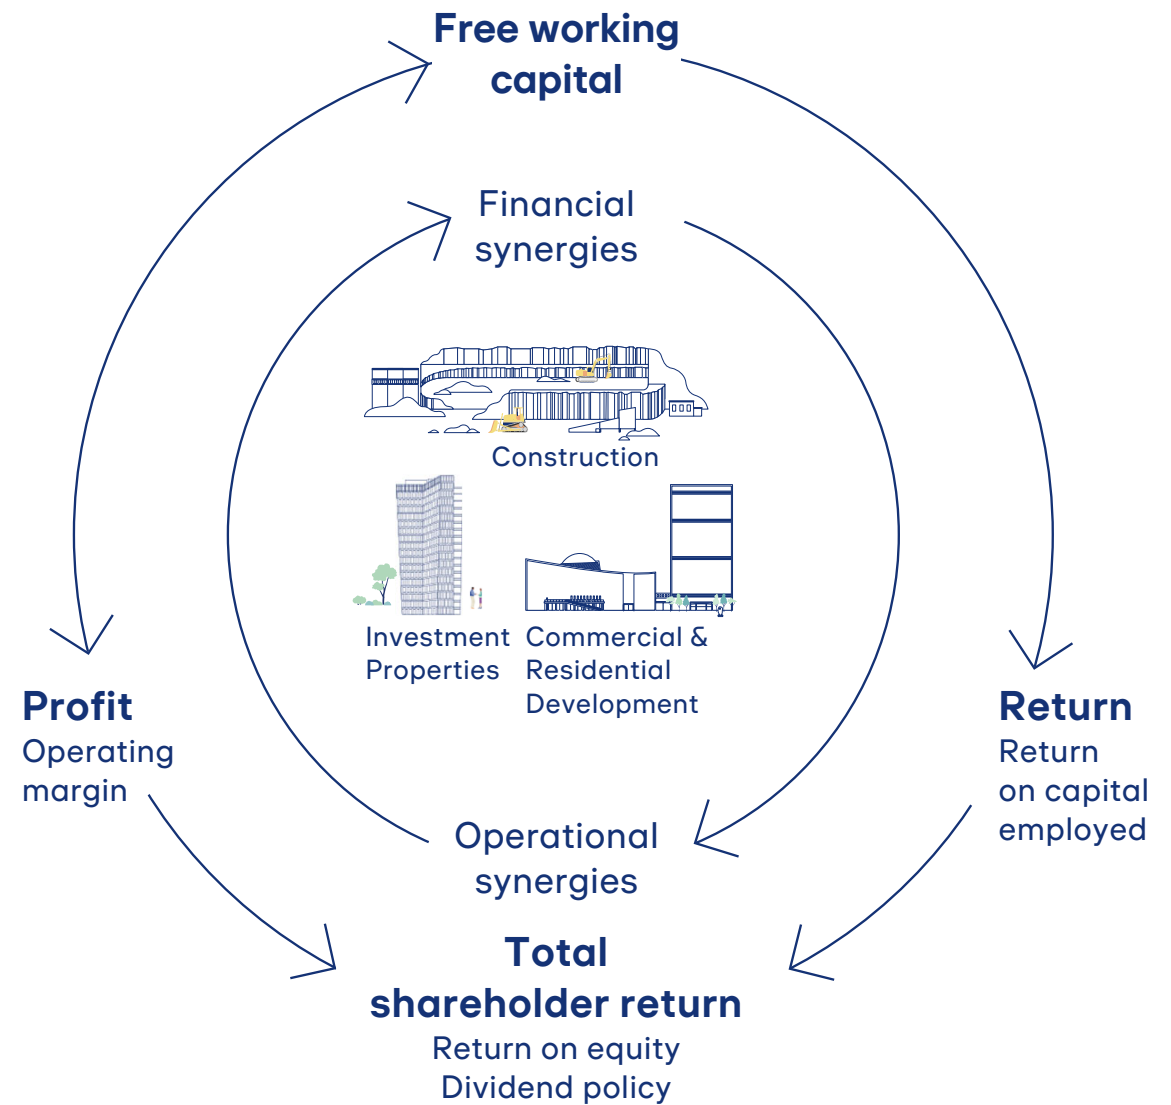 Free working
capital
Financial
synergies
Construction
Investment
Properties
Commercial &
Residential
Development
Profit
Operating
margin
Return
Return
on capital
employed
Operational
synergies
Total
shareholder return
Return on equity
Dividend policy